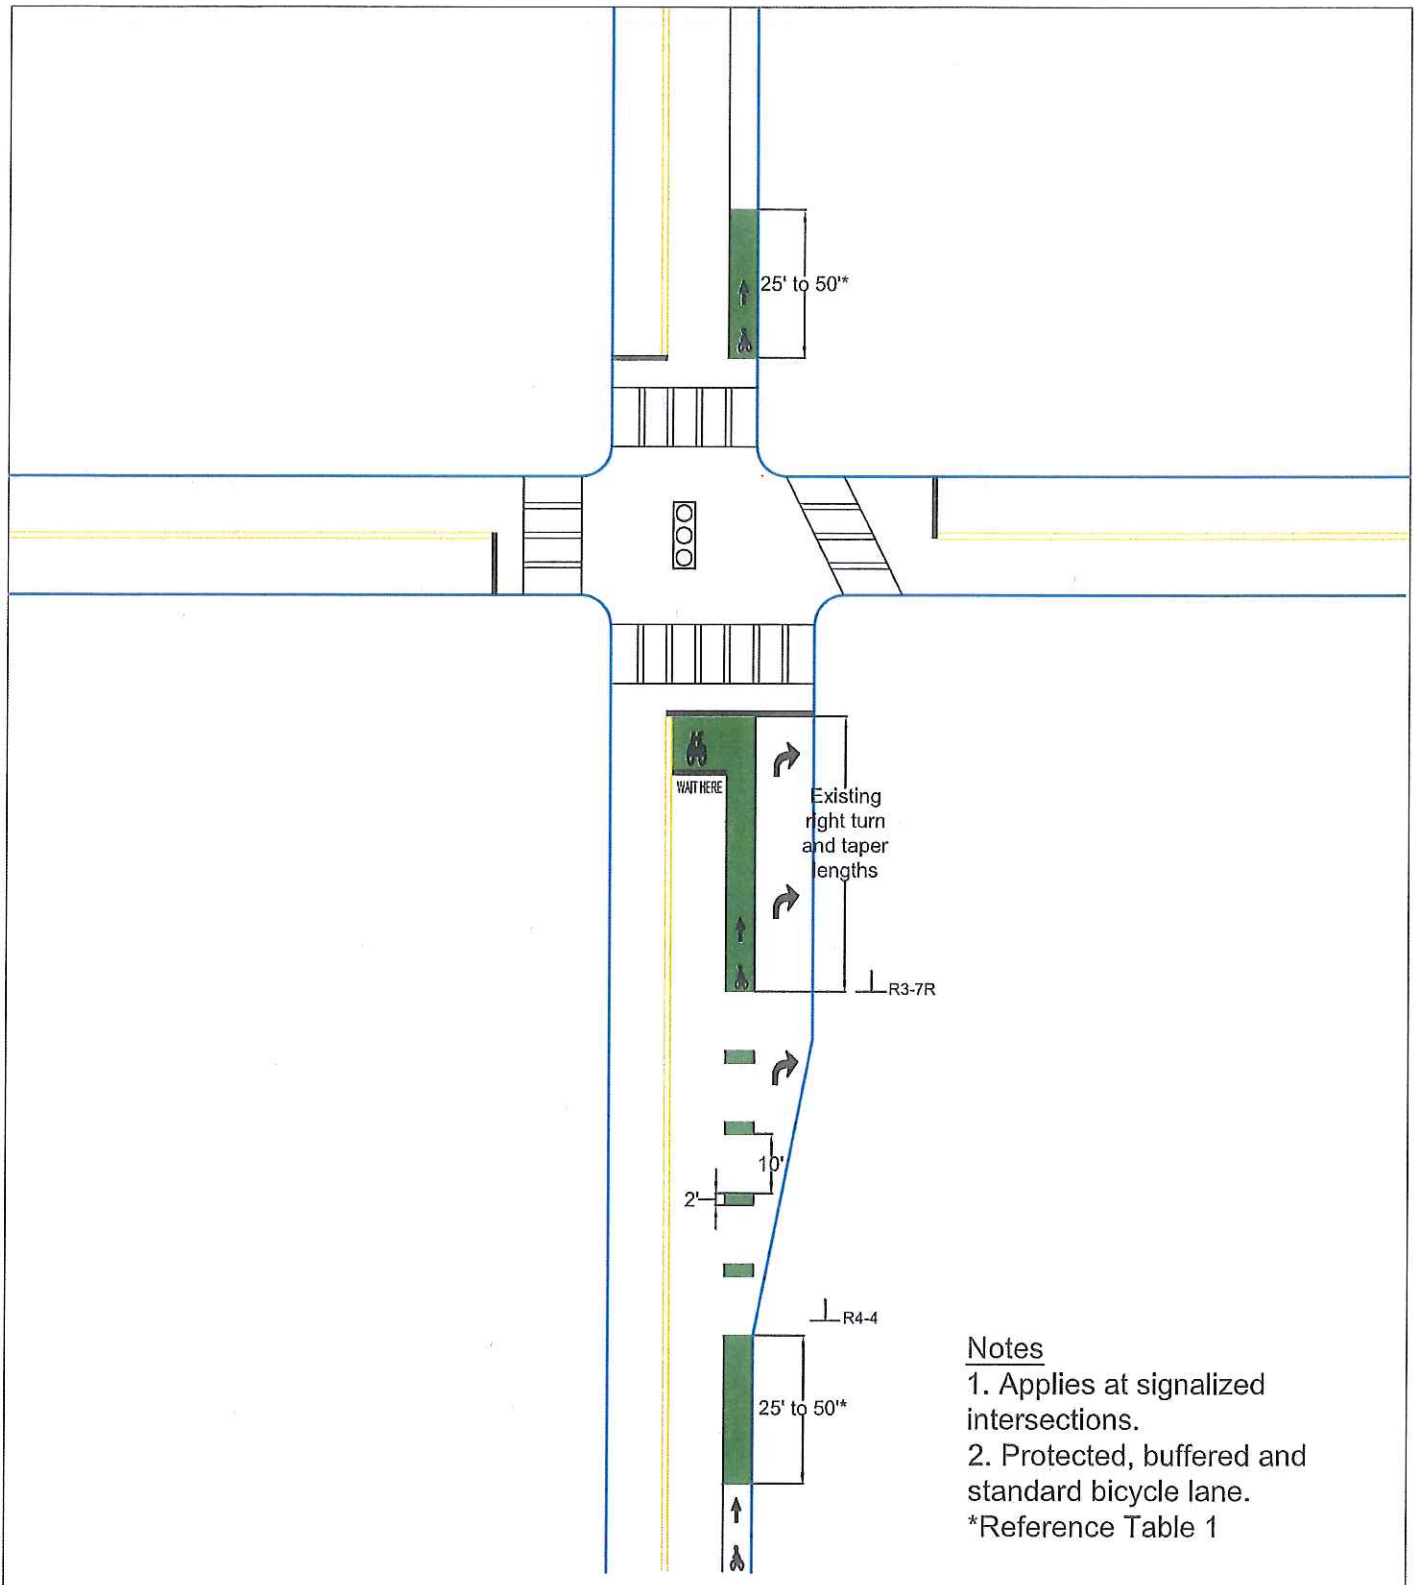 25' to 50'*
WAIT HERE
Existing
right turn
and taper
lengths
R3-7R
10'
2'
R4-4
25' to 50'*
Notes
1. Applies at signalized
intersections.
2. Protected, buffered and
standard bicycle lane.
*Reference Table 1